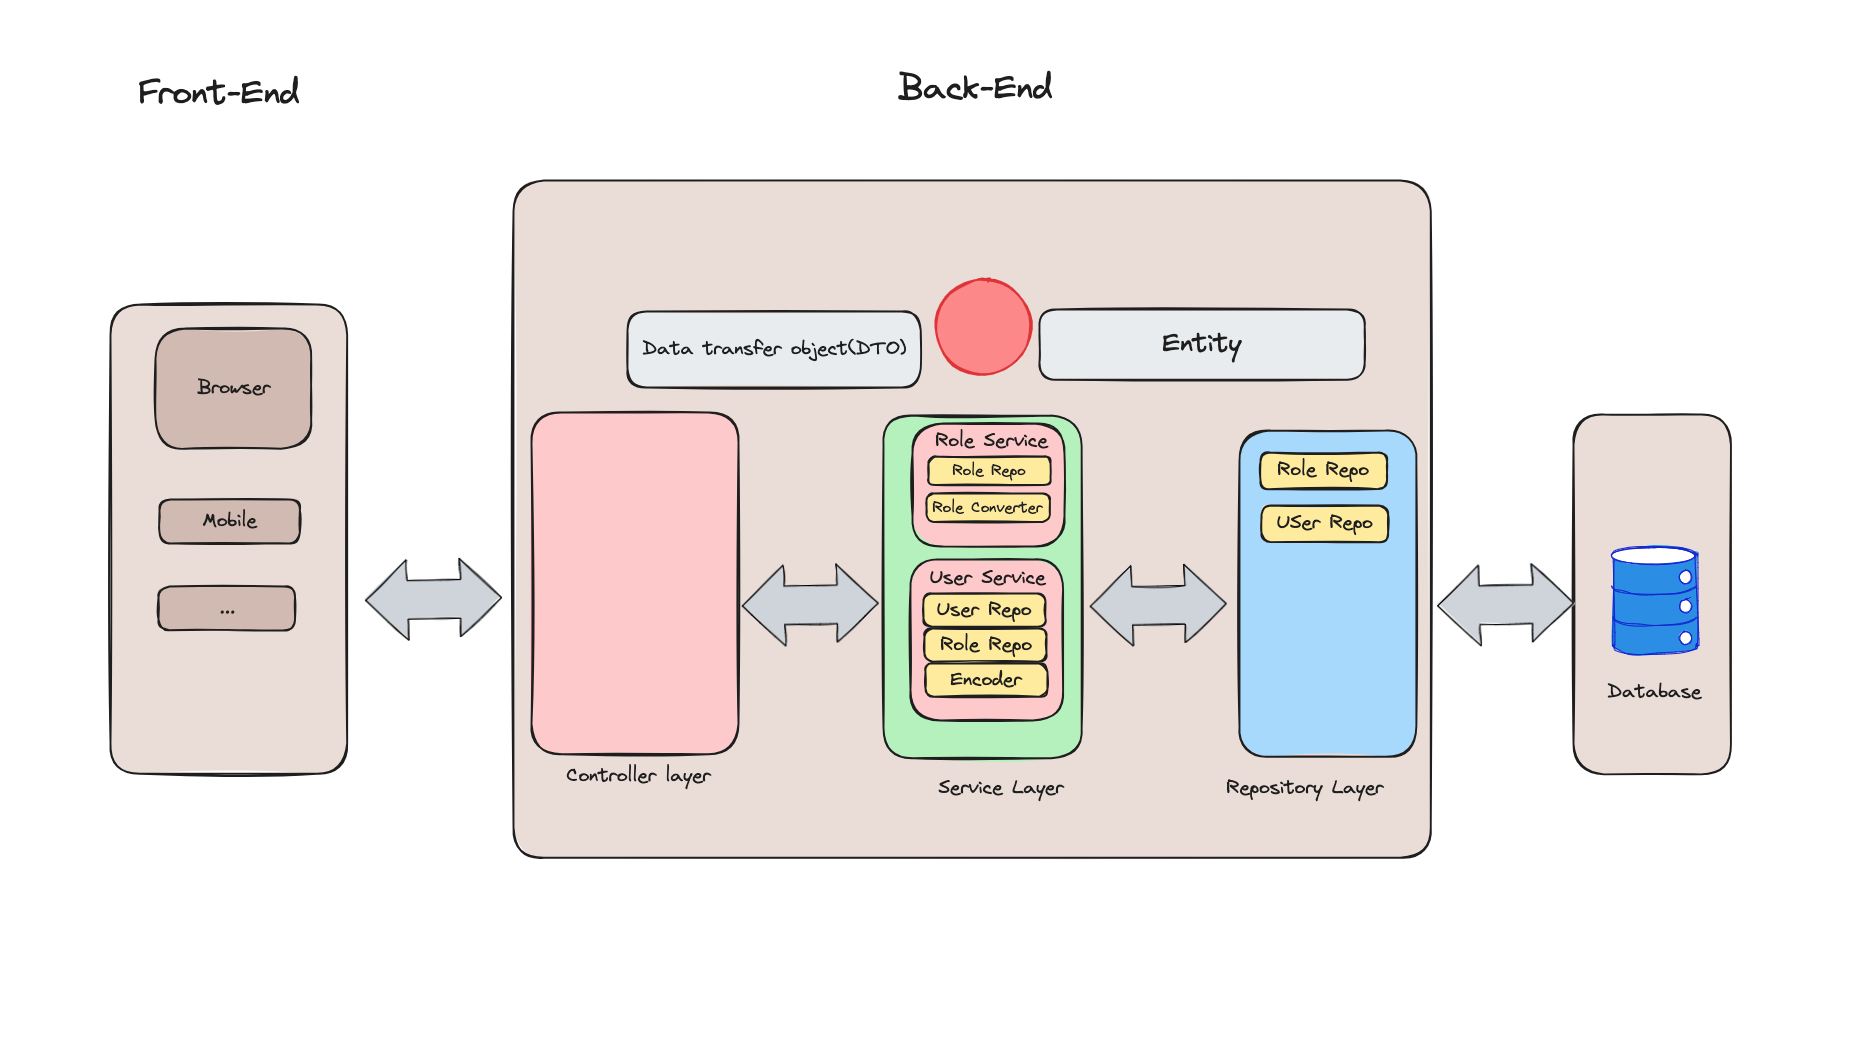 Front-End
Back-End
Browser
Mobile
...
Data transfer object(DTO)
Entity
Controller layer
Role Service
Role Repo
Role Converter
User Service
User Repo
Role Repo
Encoder
Service Layer
Role Repo
USer Repo
Repository Layer
Database